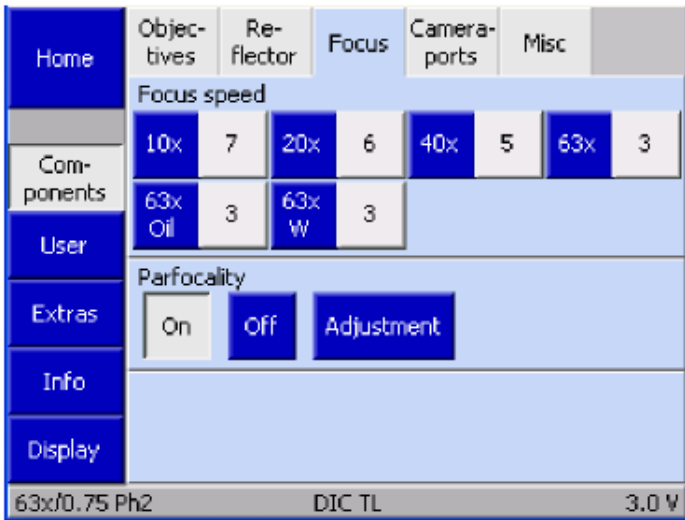 Home
Objec-
tives
Re-
flector
Focus
Camera-
ports
Misc
Focus speed
10x 7 20x 6 40x 5 63x 3
63x
Oil
3
63x
W
3
Com-
ponents
User
Extras
Info
Display
Parfocality
On Off Adjustment
63x/0.75 Ph2 DIC TL 3.0 V